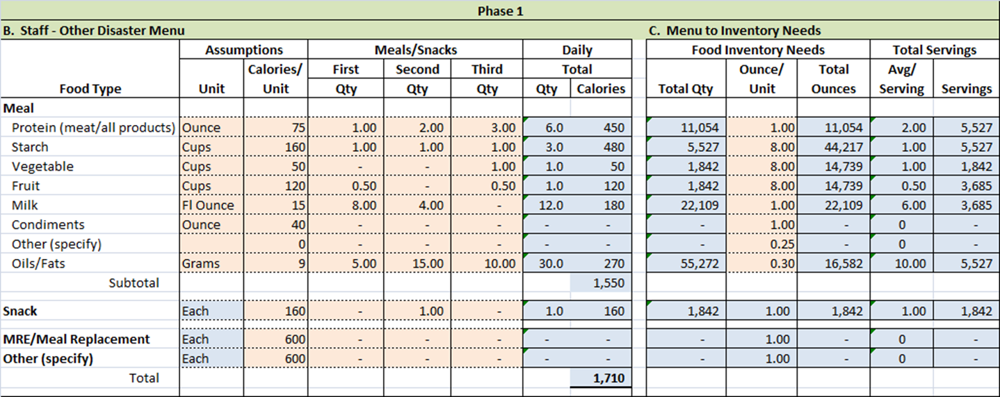 Phase 1
B. Staff - Other Disaster Menu C. Menu to Inventory Needs
Assumptions Meals/Snacks Daily Food Inventory Needs Total Servings
Calories/ First Second Third Total Ounce/ Total Avg/
Food Type Unit Unit Qty Qty Qty Qty Calories Total Qty Unit Ounces Serving Servings
Meal
Protein (meat/all products) Ounce 75 1.00 2.00 3.00 6.0 450 11,054 1.00 11,054 2.00 5,527
Starch Cups 160 1.00 1.00 1.00 3.0 480 5,527 8.00 44,217 1.00 5,527
Vegetable Cups 50 - - 1.00 1.0 50 1,842 8.00 14,739 1.00 1,842
Fruit Cups 120 0.50 - 0.50 1.0 120 1,842 8.00 14,739 0.50 3,685
Milk Fl Ounce 15 8.00 4.00 - 12.0 180 22,109 1.00 22,109 6.00 3,685
Condiments Ounce 40 - - - - - - 1.00 - 0 -
Other (specify) 0 - - - - - - 0.25 - 0 -
Oils/Fats Grams 9 5.00 15.00 10.00 30.0 270 55,272 0.30 16,582 10.00 5,527
Subtotal 1,550
Snack Each 160 - 1.00 - 1.0 160 1,842 1.00 1,842 1.00 1,842
MRE/Meal Replacement Each 600 - - - - - - 1.00 - 0 -
Other (specify) Each 600 - - - - - - 1.00 - 0 -
Total 1,710